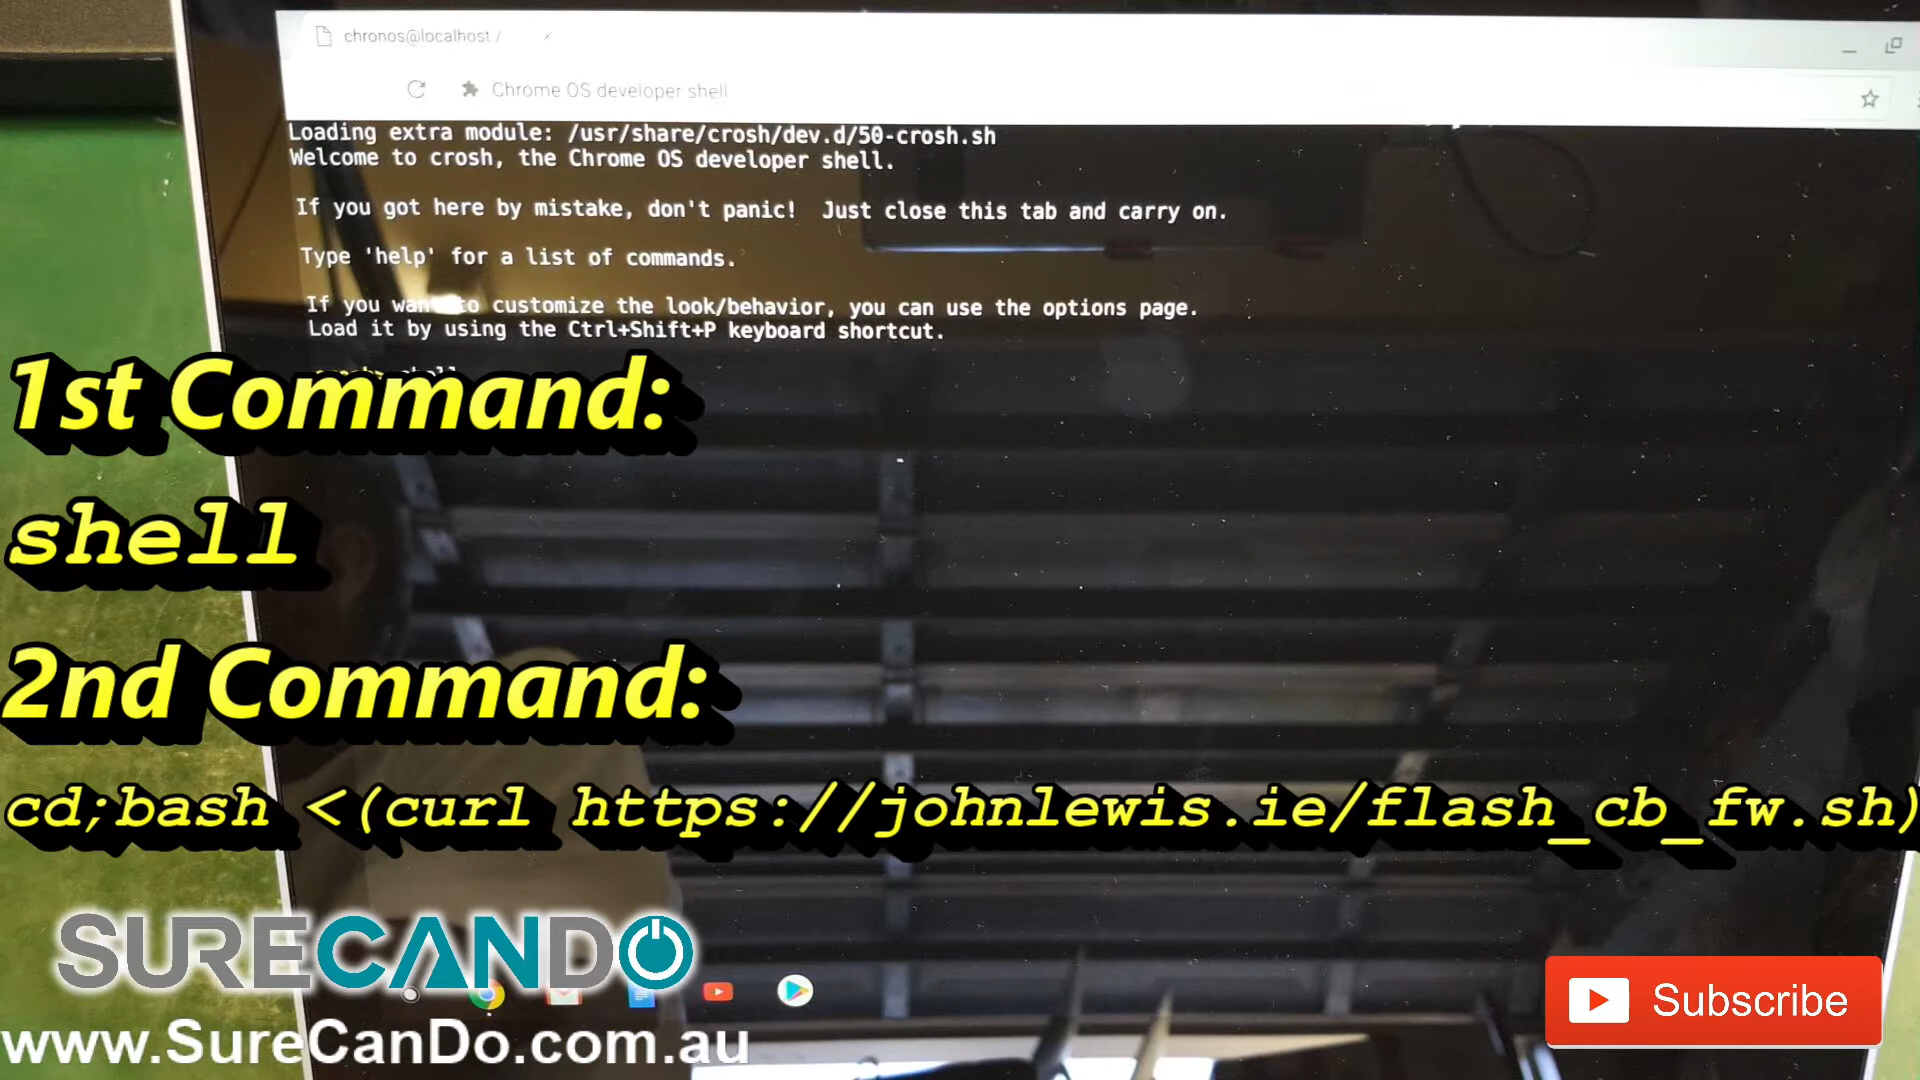 chronos@localhost /
Chrome OS developer shell
Loading extra module: /usr/share/crosh/dev.d/50-crosh.sh
Welcome to crosh, the Chrome OS developer shell.
If you got here by mistake, don't panic!  Just close this tab and carry on.
Type 'help' for a list of commands.
If you want to customize the look/behavior, you can use the options page.
Load it by using the Ctrl+Shift+P keyboard shortcut.
crosh> shell
1st Command:
shell
2nd Command:
cd;bash <(curl https://johnlewis.ie/flash_cb_fw.sh)
SURECANDO
www.SureCanDo.com.au
Subscribe